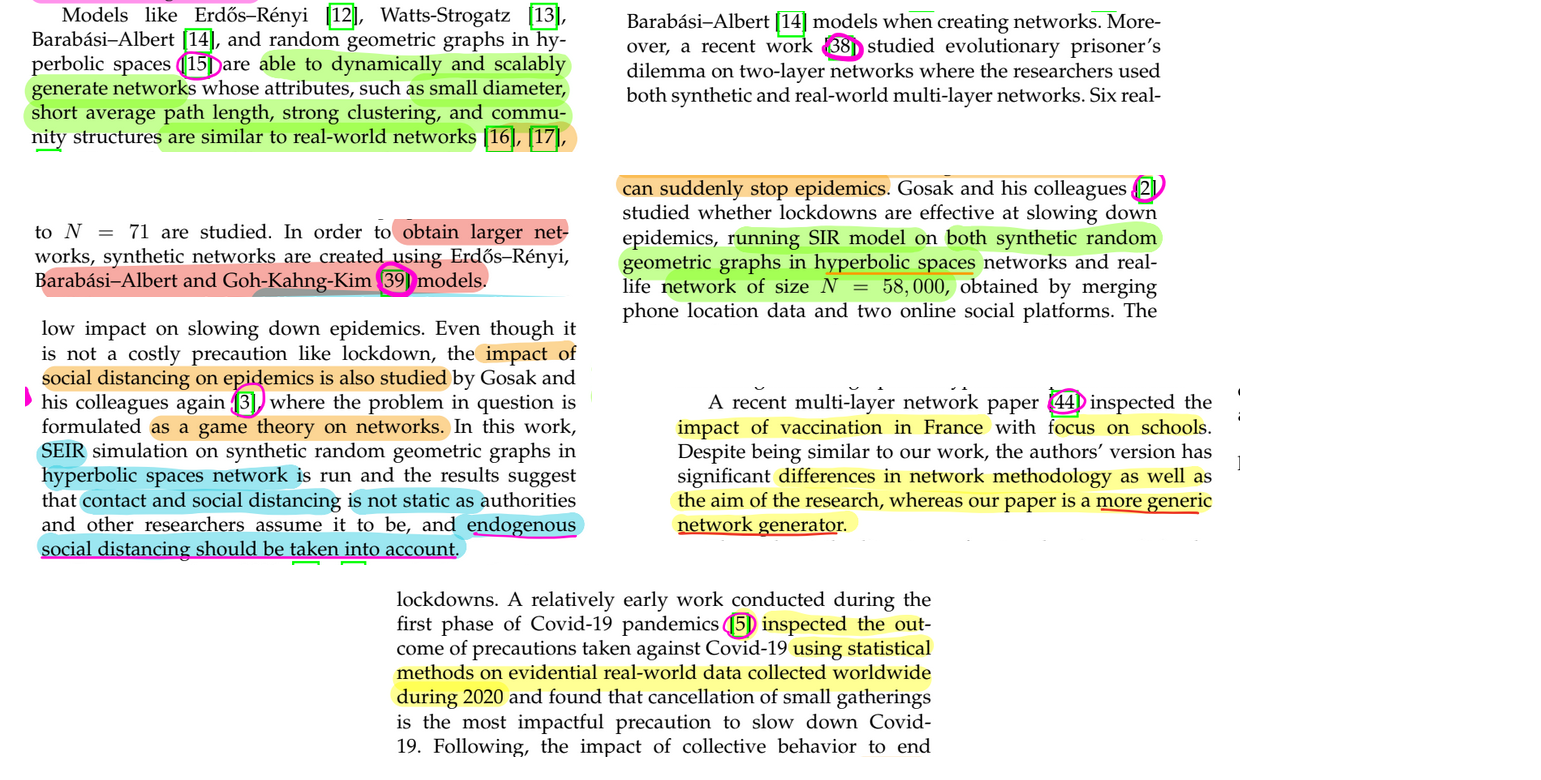 Models like Erdős–Rényi [12], Watts-Strogatz [13],
Barabási–Albert [14], and random geometric graphs in hy-
perbolic spaces [15] are able to dynamically and scalably
generate networks whose attributes, such as small diameter,
short average path length, strong clustering, and commu-
nity structures are similar to real-world networks [16], [17],
Barabási–Albert [14] models when creating networks. More-
over, a recent work [38] studied evolutionary prisoner's
dilemma on two-layer networks where the researchers used
both synthetic and real-world multi-layer networks. Six real-
can suddenly stop epidemics. Gosak and his colleagues [2]
studied whether lockdowns are effective at slowing down
epidemics, running SIR model on both synthetic random
geometric graphs in hyperbolic spaces networks and real-
life network of size N = 58,000, obtained by merging
phone location data and two online social platforms. The
to N = 71 are studied. In order to obtain larger net-
works, synthetic networks are created using Erdős–Rényi,
Barabási–Albert and Goh-Kahng-Kim [39] models.
low impact on slowing down epidemics. Even though it
is not a costly precaution like lockdown, the impact of
social distancing on epidemics is also studied by Gosak and
his colleagues again [3], where the problem in question is
formulated as a game theory on networks. In this work,
SEIR simulation on synthetic random geometric graphs in
hyperbolic spaces network is run and the results suggest
that contact and social distancing is not static as authorities
and other researchers assume it to be, and endogenous
social distancing should be taken into account.
A recent multi-layer network paper [44] inspected the
impact of vaccination in France with focus on schools.
Despite being similar to our work, the authors' version has
significant differences in network methodology as well as
the aim of the research, whereas our paper is a more generic
network generator.
lockdowns. A relatively early work conducted during the
first phase of Covid-19 pandemics [5] inspected the out-
come of precautions taken against Covid-19 using statistical
methods on evidential real-world data collected worldwide
during 2020 and found that cancellation of small gatherings
is the most impactful precaution to slow down Covid-
19. Following, the impact of collective behavior to end